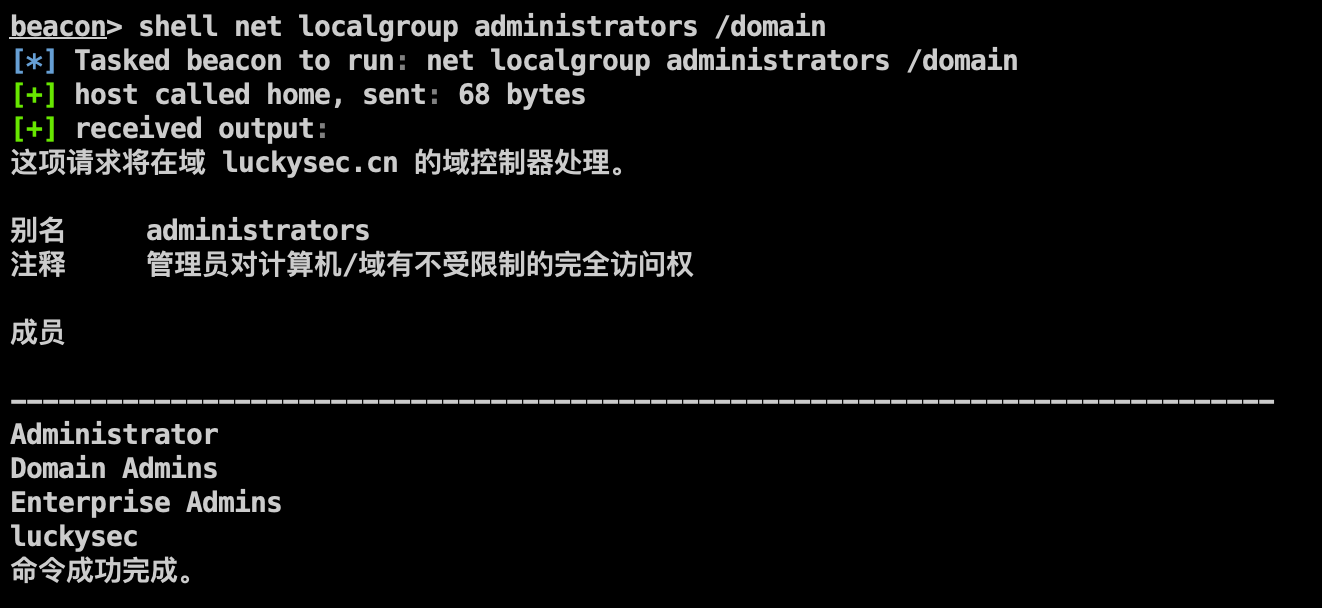 beacon> shell net localgroup administrators /domain
[*] Tasked beacon to run: net localgroup administrators /domain
[+] host called home, sent: 68 bytes
[+] received output:
这项请求将在域 luckysec.cn 的域控制器处理。
别名     administrators
注释     管理员对计算机/域有不受限制的完全访问权
成员
-------------------------------------------------------------------------------
Administrator
Domain Admins
Enterprise Admins
luckysec
命令成功完成。